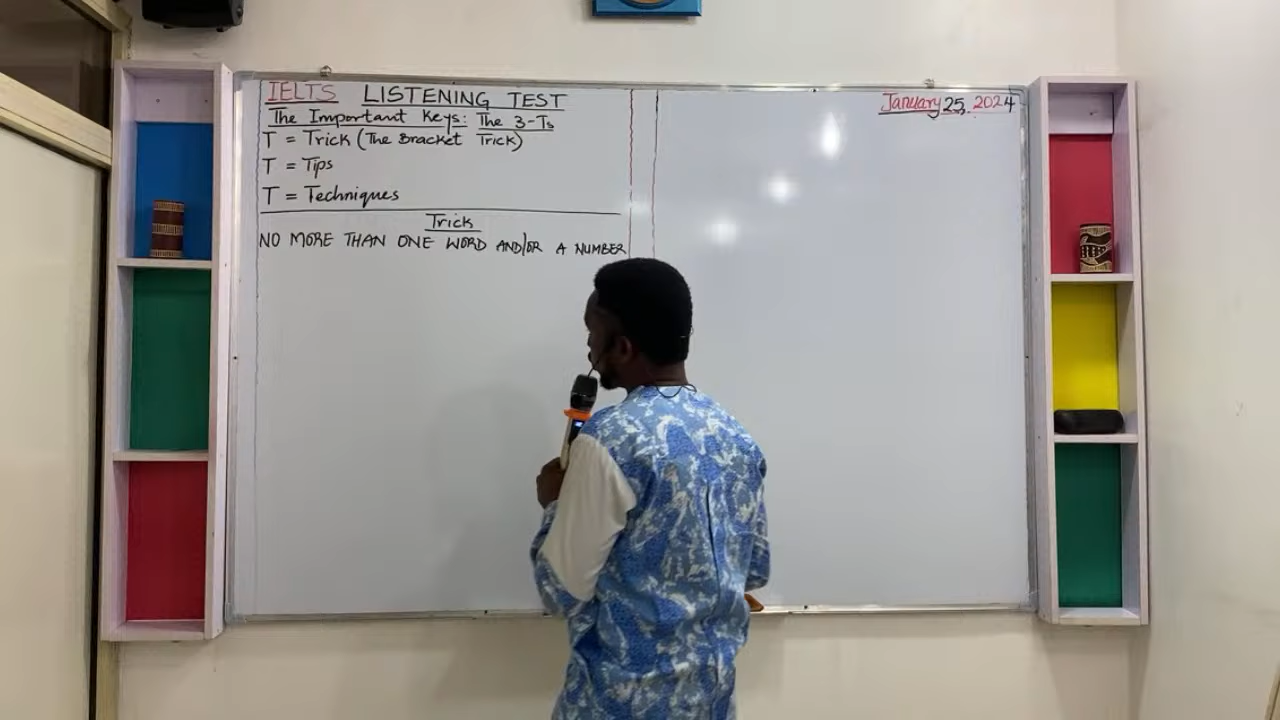 IELTS LISTENING TEST
The Important Keys: The 3-Ts
T = Trick (The Bracket Trick)
T = Tips
T = Techniques
Trick
NO MORE THAN ONE WORD AND/OR A NUMBER
January 25, 2024